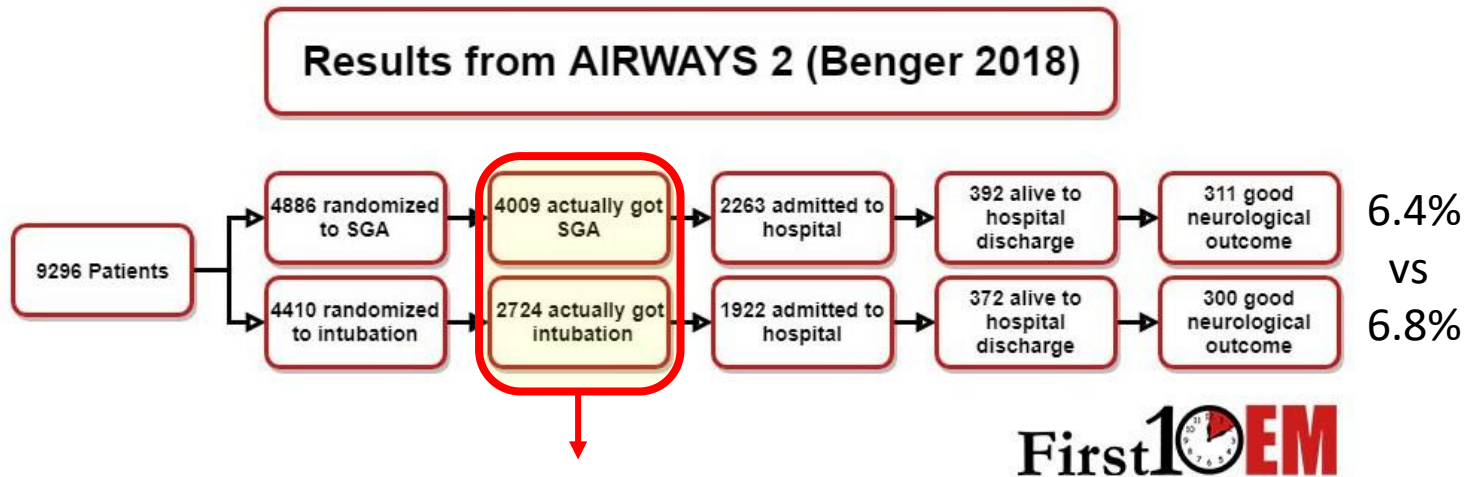 Results from AIRWAYS 2 (Benger 2018)
9296 Patients
4886 randomized
to SGA
4009 actually got
SGA
2263 admitted to
hospital
392 alive to
hospital
discharge
311 good
neurological
outcome
6.4%
vs
6.8%
4410 randomized
to intubation
2724 actually got
intubation
1922 admitted to
hospital
372 alive to
hospital
discharge
300 good
neurological
outcome
First10EM